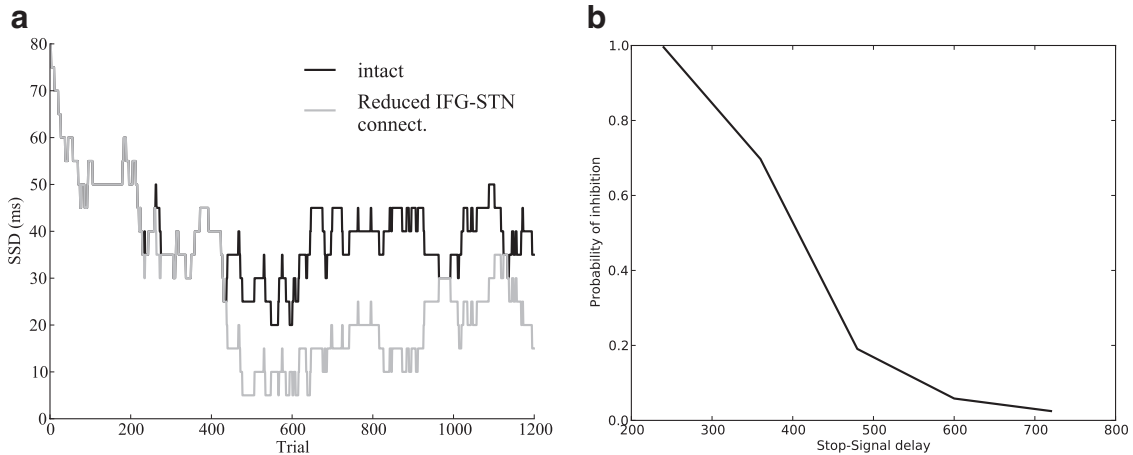 a
80
70
60
50
40
30
20
10
0
SSD (ms)
0 200 400 600 800 1000 1200
Trial
intact
Reduced IFG-STN
connect.
b
1.0
0.8
0.6
0.4
0.2
0.0
Probability of inhibition
200 300 400 500 600 700 800
Stop-Signal delay